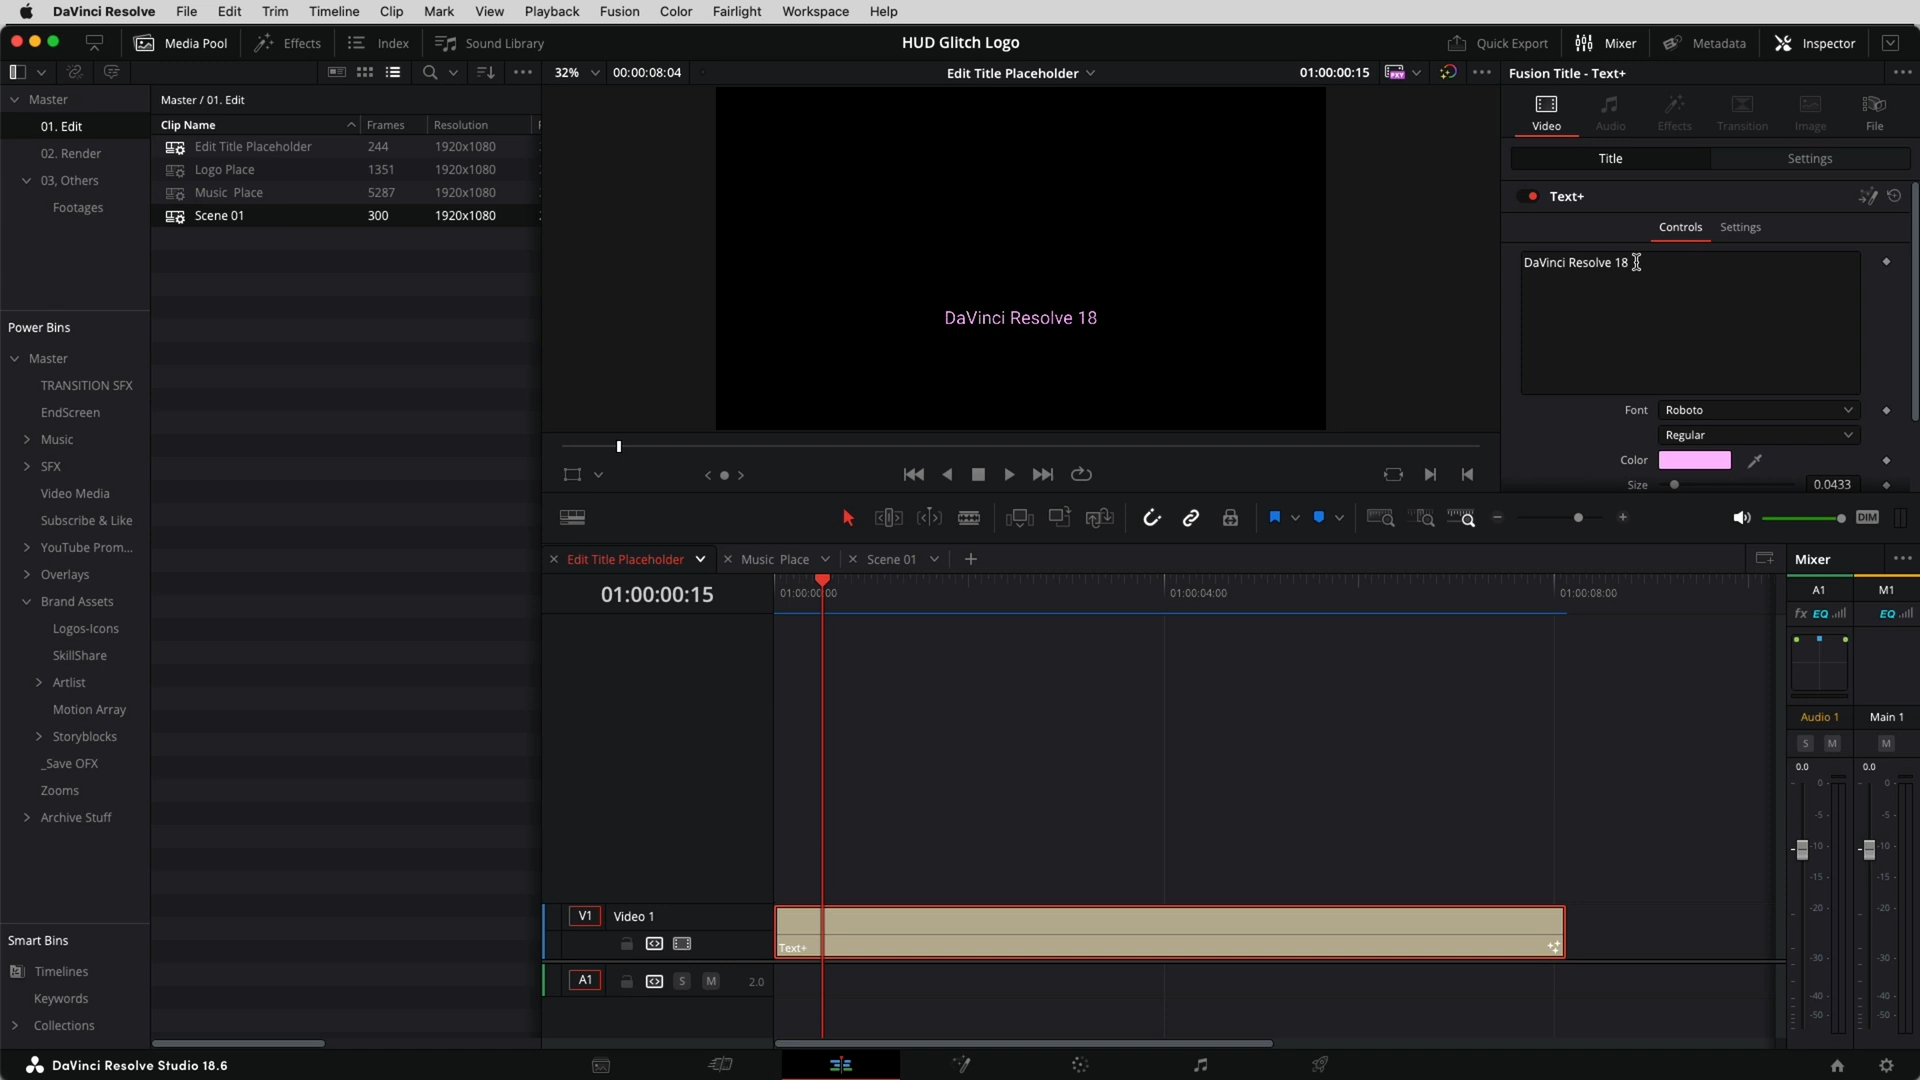 DaVinci Resolve File Edit Trim Timeline Clip Mark View Playback Fusion Color Fairlight Workspace Help
Media Pool Effects Index Sound Library HUD Glitch Logo Quick Export Mixer Metadata Inspector
32% 00:00:08:04 Edit Title Placeholder 01:00:00:15 PXY Fusion Title - Text+
Master
01. Edit
02. Render
03, Others
Footages
Master / 01. Edit
Clip Name Frames Resolution
Edit Title Placeholder 244 1920x1080
Logo Place 1351 1920x1080
Music Place 5287 1920x1080
Scene 01 300 1920x1080
DaVinci Resolve 18
Video Audio Effects Transition Image File
Title Settings
Text+
Controls Settings
DaVinci Resolve 18
Font Roboto
Regular
Color
Size 0.0433
Power Bins
Master
TRANSITION SFX
EndScreen
Music
SFX
Video Media
Subscribe & Like
YouTube Prom...
Overlays
Brand Assets
Logos-Icons
SkillShare
Artlist
Motion Array
Storyblocks
_Save OFX
Zooms
Archive Stuff
Smart Bins
Timelines
Keywords
Collections
DIM
Edit Title Placeholder Music Place Scene 01
01:00:00:15 01:00:00:00 01:00:04:00 01:00:08:00
V1 Video 1
Text+
A1 S M 2.0
Mixer
A1 M1
fx EQ EQ
Audio 1 Main 1
S M M
0.0 0.0
0 0
-5 -5
-10 -10
-15 -15
-20 -20
-30 -30
-40 -40
-50 -50
DaVinci Resolve Studio 18.6